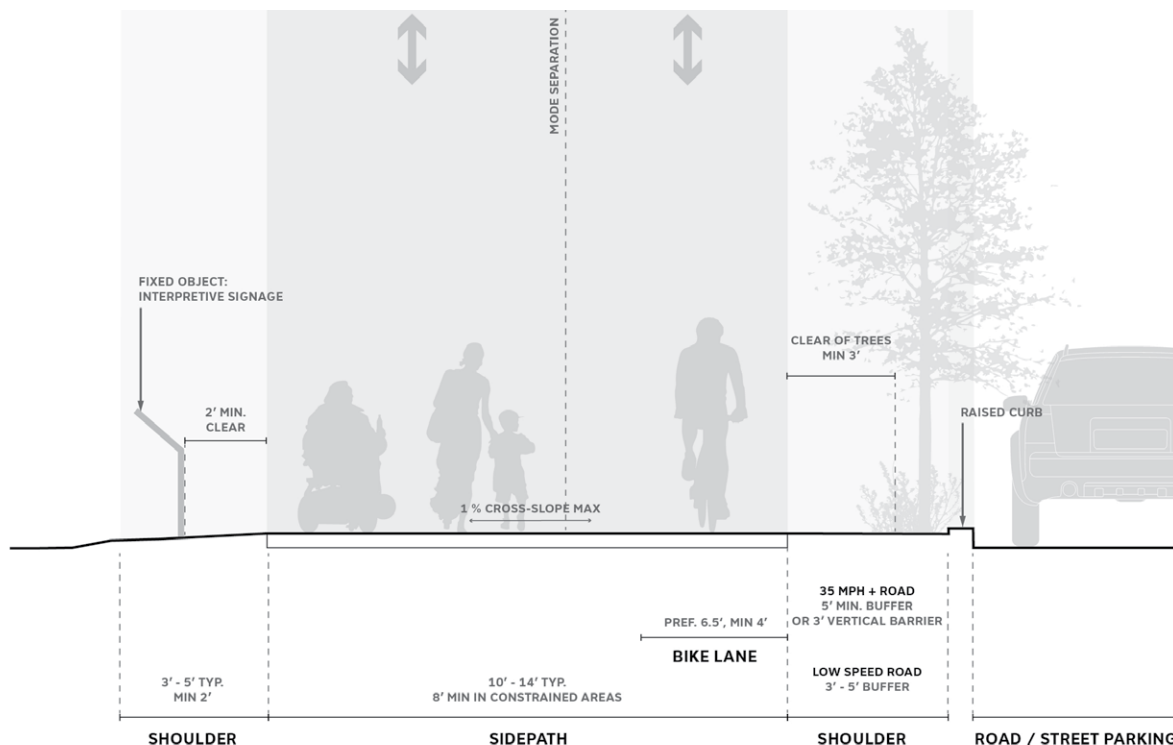 MODE SEPARATION
FIXED OBJECT:
INTERPRETIVE SIGNAGE
CLEAR OF TREES
MIN 3'
2' MIN.
CLEAR
RAISED CURB
1 % CROSS-SLOPE MAX
35 MPH + ROAD
5' MIN. BUFFER
OR 3' VERTICAL BARRIER
PREF. 6.5', MIN 4'
BIKE LANE
LOW SPEED ROAD
3' - 5' BUFFER
3' - 5' TYP.
MIN 2'
10' - 14' TYP.
8' MIN IN CONSTRAINED AREAS
SHOULDER
SIDEPATH
SHOULDER
ROAD / STREET PARKING